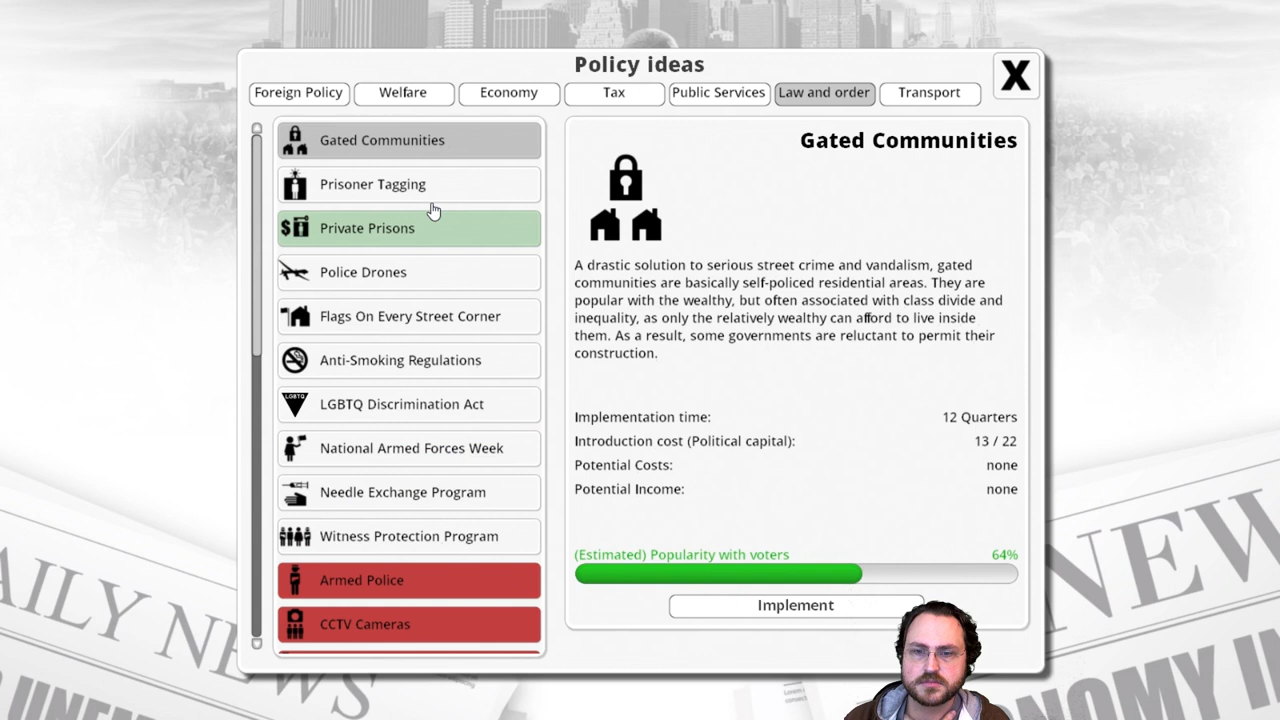 Policy ideas
X
Foreign Policy
Welfare
Economy
Tax
Public Services
Law and order
Transport
Gated Communities
Prisoner Tagging
Private Prisons
Police Drones
Flags On Every Street Corner
Anti-Smoking Regulations
LGBTQ
LGBTQ Discrimination Act
National Armed Forces Week
Needle Exchange Program
Witness Protection Program
Armed Police
CCTV Cameras
Gated Communities
A drastic solution to serious street crime and vandalism, gated
communities are basically self-policed residential areas. They are
popular with the wealthy, but often associated with class divide and
inequality, as only the relatively wealthy can afford to live inside
them. As a result, some governments are reluctant to permit their
construction.
Implementation time: 12 Quarters
Introduction cost (Political capital): 13 / 22
Potential Costs: none
Potential Income: none
(Estimated) Popularity with voters 64%
Implement
AILY NEWS
NEW
ONOMY IN